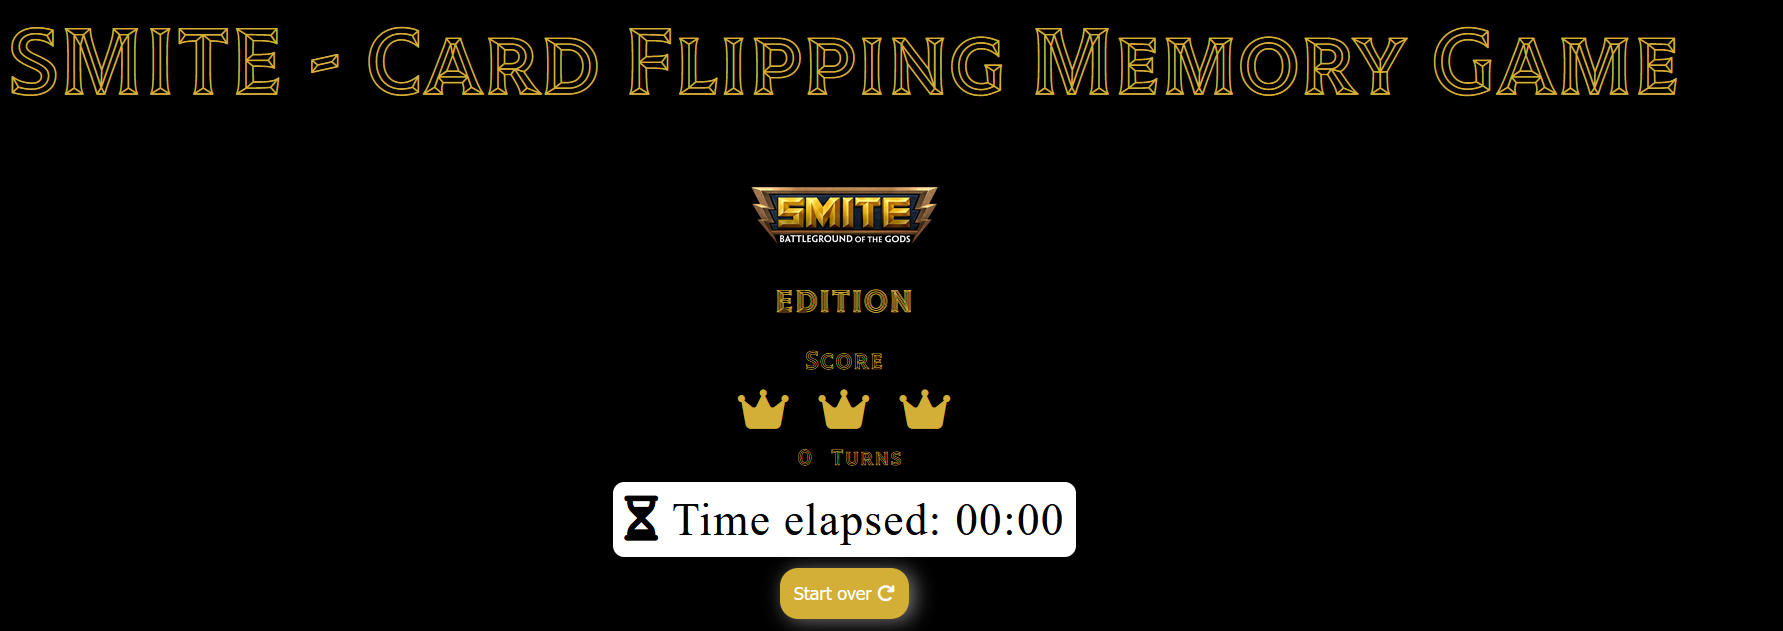 SMITE - Card Flipping Memory Game
SMITE
BATTLEGROUND OF THE GODS
EDITION
Score
0 Turns
Time elapsed: 00:00
Start over